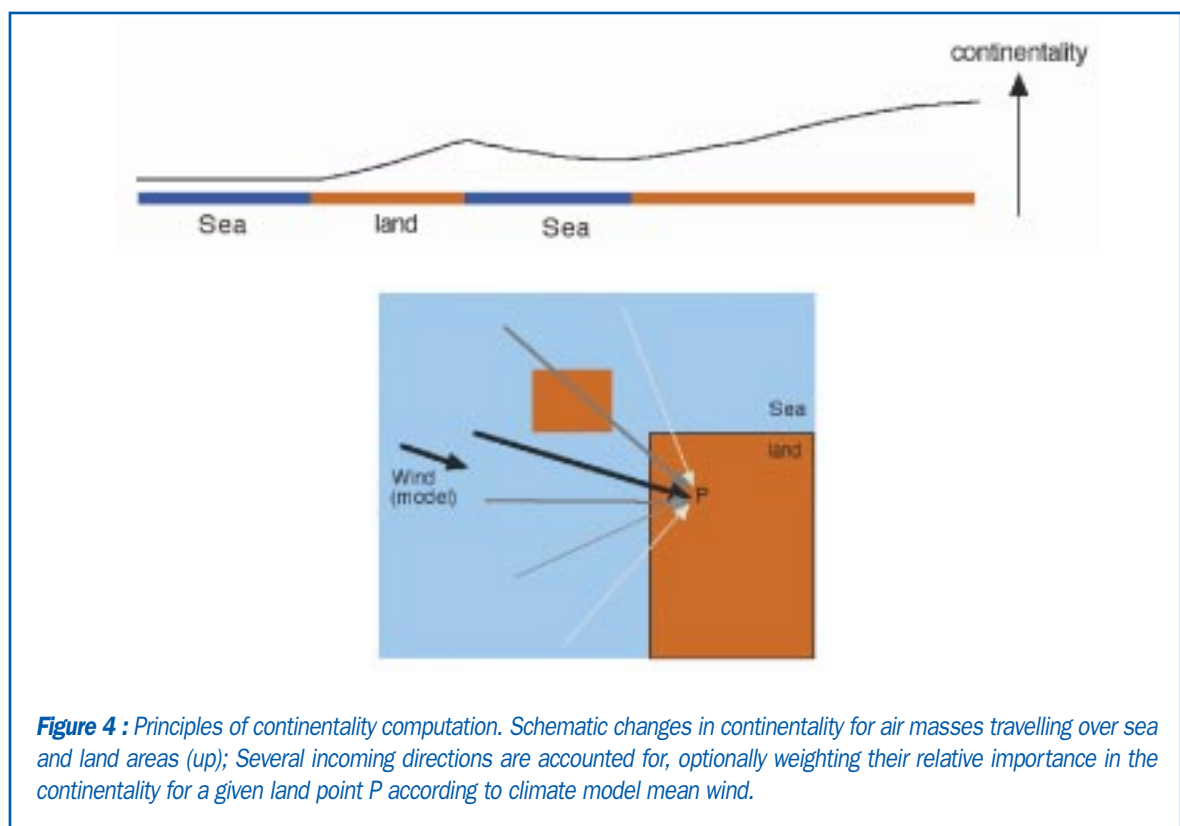 continentality
Sea
land
Sea
Sea
land
Wind
(model)
P
Figure 4 : Principles of continentality computation. Schematic changes in continentality for air masses travelling over sea
and land areas (up); Several incoming directions are accounted for, optionally weighting their relative importance in the
continentality for a given land point P according to climate model mean wind.